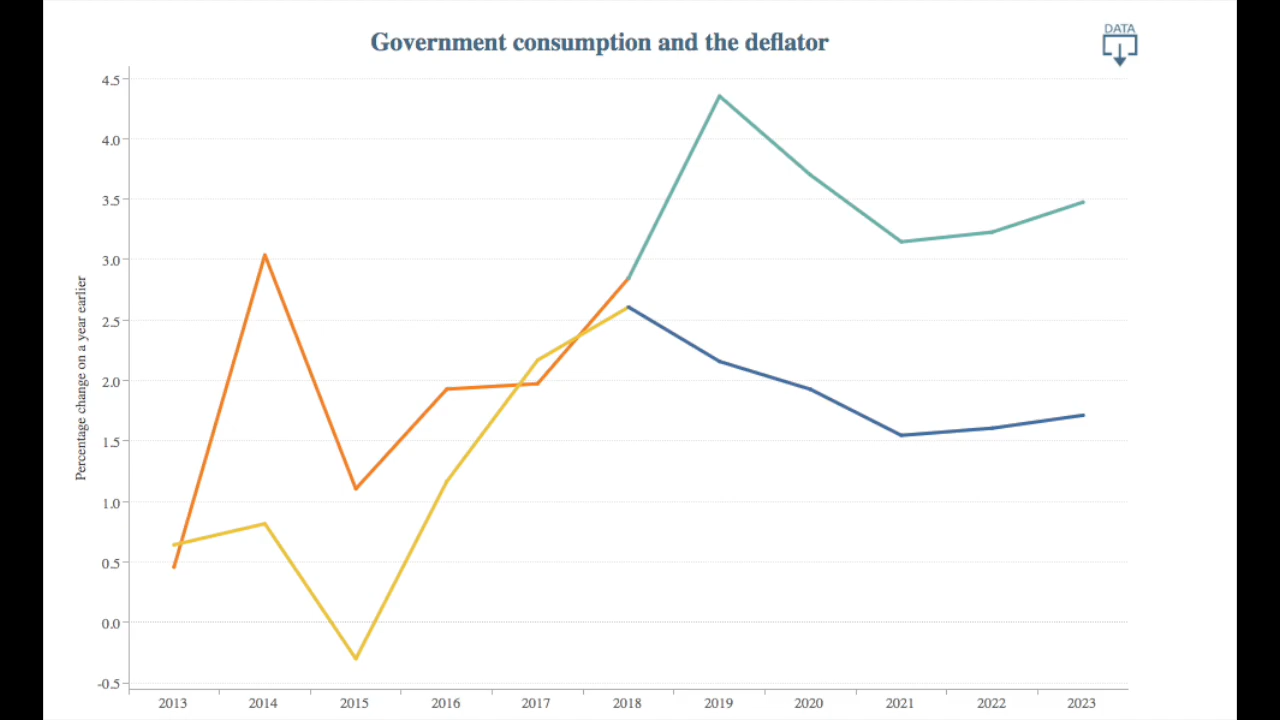 Government consumption and the deflator
DATA
Percentage change on a year earlier
4.5
4.0
3.5
3.0
2.5
2.0
1.5
1.0
0.5
0.0
-0.5
2013 2014 2015 2016 2017 2018 2019 2020 2021 2022 2023